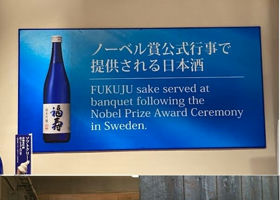 ノーベル賞公式行事で
提供される日本酒
FUKUJU sake served at
banquet following the
Nobel Prize Award Ceremony
in Sweden.
福寿